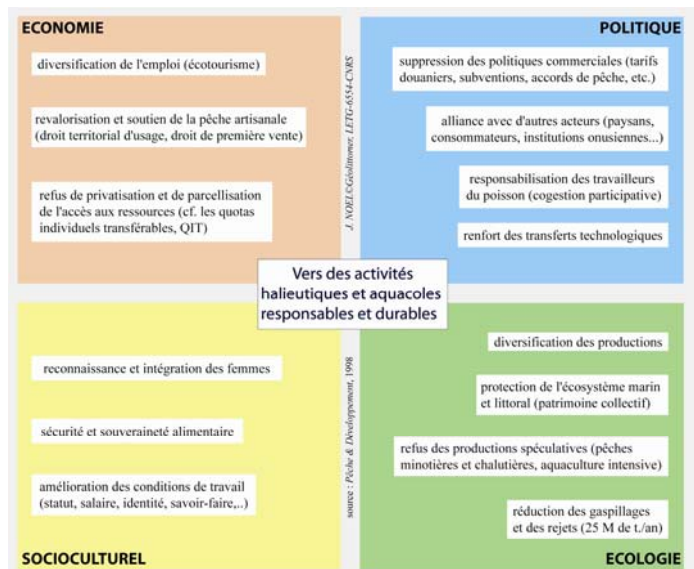 ECONOMIE
diversification de l'emploi (écotourisme)
revalorisation et soutien de la pêche artisanale
(droit territorial d'usage, droit de première vente)
refus de privatisation et de parcellisation
de l'accès aux ressources (cf. les quotas
individuels transférables, QIT)
POLITIQUE
suppression des politiques commerciales (tarifs
douaniers, subventions, accords de pêche, etc.)
alliance avec d'autres acteurs (paysans,
consommateurs, institutions onusiennes...)
responsabilisation des travailleurs
du poisson (cogestion participative)
renfort des transferts technologiques
J. NOEL©Géolittomer, LETG-6554-CNRS
Vers des activités
halieutiques et aquacoles
responsables et durables
reconnaissance et intégration des femmes
sécurité et souveraineté alimentaire
amélioration des conditions de travail
(statut, salaire, identité, savoir-faire,..)
SOCIOCULTUREL
source : Pêche & Développement, 1998
diversification des productions
protection de l'écosystème marin
et littoral (patrimoine collectif)
refus des productions spéculatives (pêches
minotières et chalutières, aquaculture intensive)
réduction des gaspillages
et des rejets (25 M de t./an)
ECOLOGIE